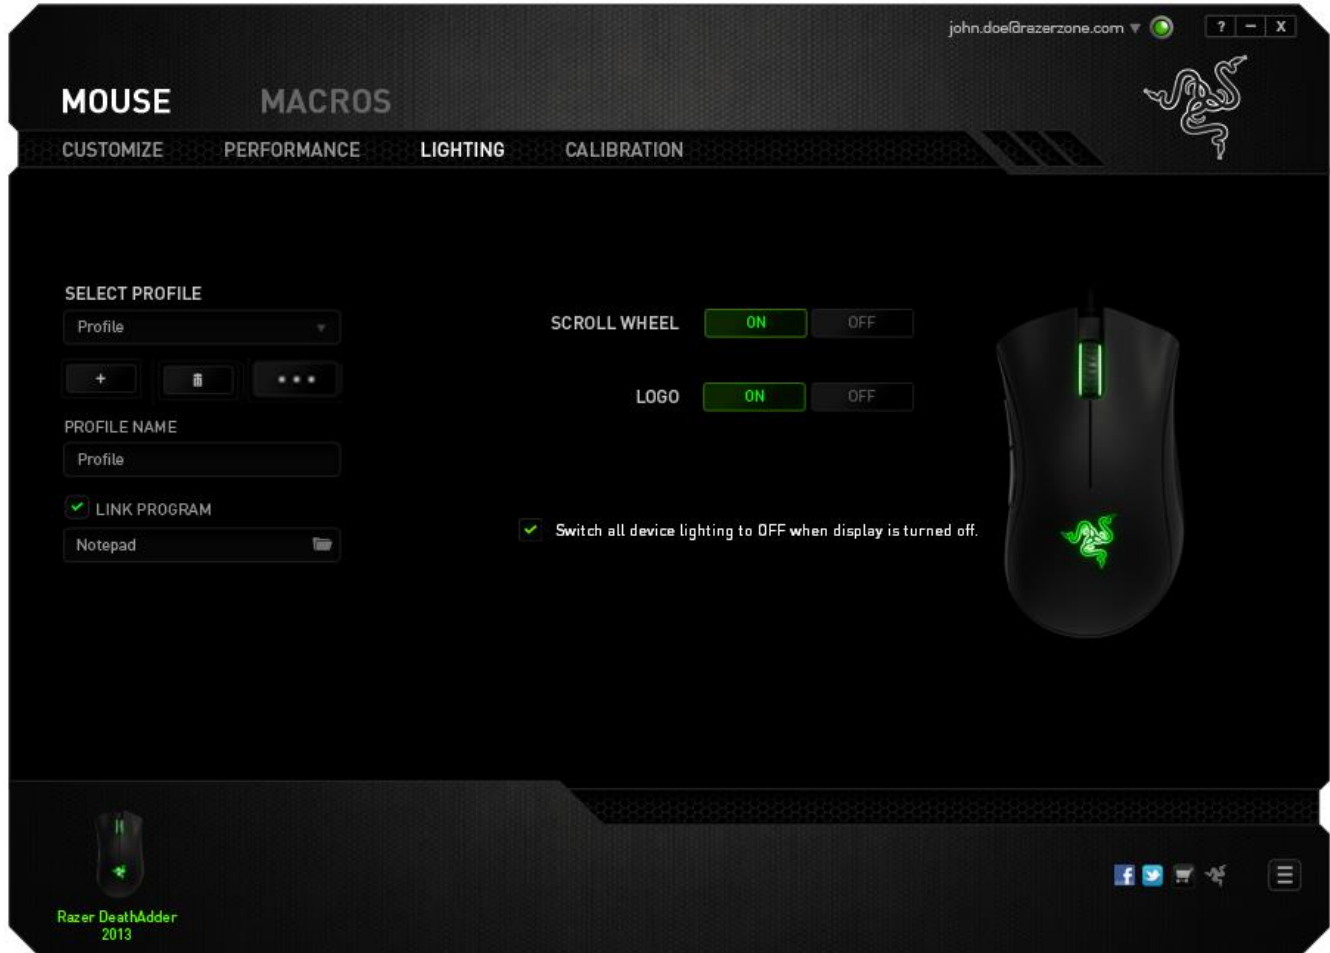 john.doe@razerzone.com
? – X
MOUSE MACROS
CUSTOMIZE PERFORMANCE LIGHTING CALIBRATION
SELECT PROFILE
Profile
SCROLL WHEEL ON OFF
+
LOGO ON OFF
PROFILE NAME
Profile
LINK PROGRAM
Switch all device lighting to OFF when display is turned off.
Notepad
f
Razer DeathAdder
2013